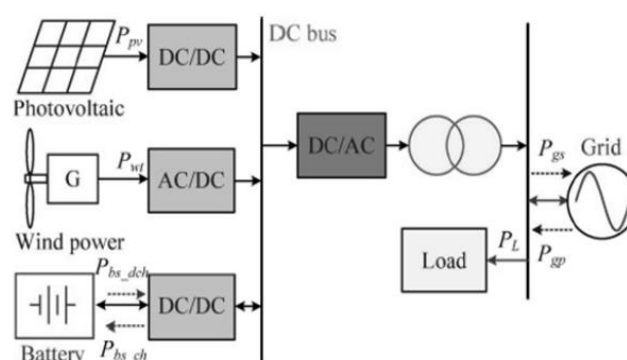 P_pv
DC/DC
DC bus
Photovoltaic
DC/AC
Grid
P_gs
P_wt
G
AC/DC
Wind power
P_L
P_gp
Load
P_bs_dch
DC/DC
Battery
P_bs_ch